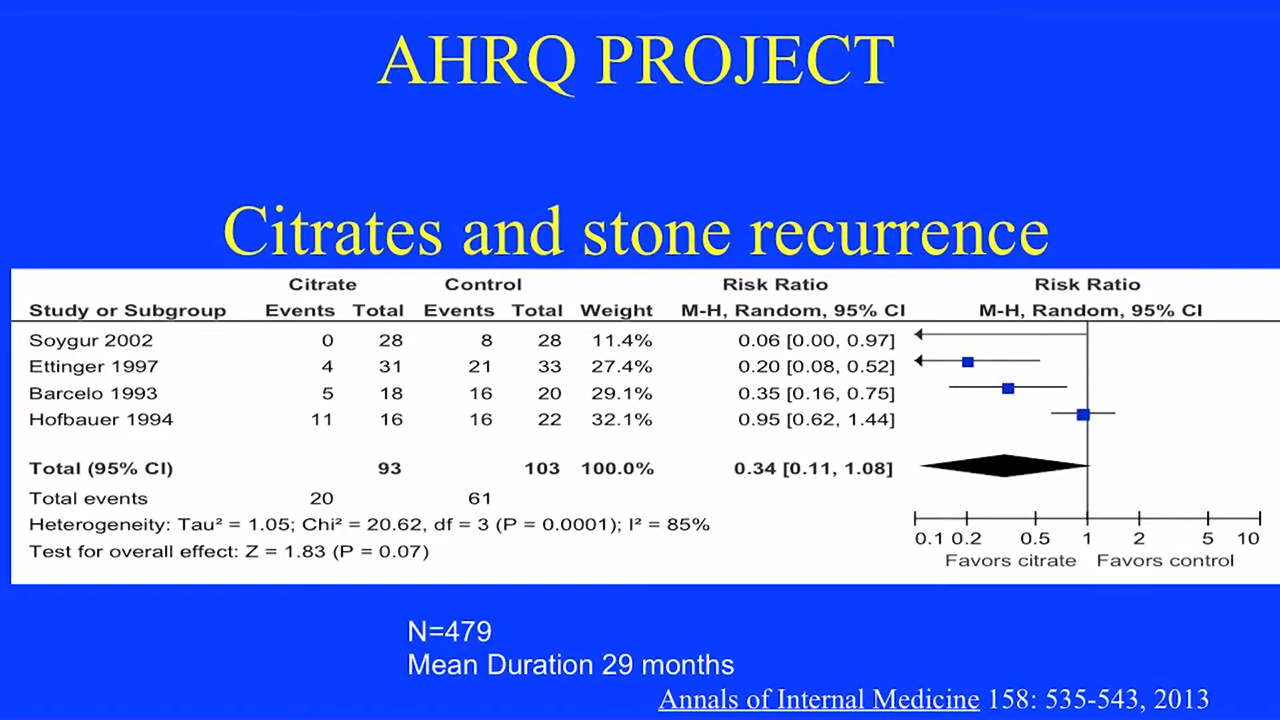 AHRQ PROJECT
Citrates and stone recurrence
Citrate Control Risk Ratio Risk Ratio
Study or Subgroup Events Total Events Total Weight M-H, Random, 95% CI M-H, Random, 95% CI
Soygur 2002 0 28 8 28 11.4% 0.06 [0.00, 0.97]
Ettinger 1997 4 31 21 33 27.4% 0.20 [0.08, 0.52]
Barcelo 1993 5 18 16 20 29.1% 0.35 [0.16, 0.75]
Hofbauer 1994 11 16 16 22 32.1% 0.95 [0.62, 1.44]
Total (95% CI) 93 103 100.0% 0.34 [0.11, 1.08]
Total events 20 61
Heterogeneity: Tau² = 1.05; Chi² = 20.62, df = 3 (P = 0.0001); I² = 85%
Test for overall effect: Z = 1.83 (P = 0.07)
0.1 0.2 0.5 1 2 5 10
Favors citrate Favors control
N=479
Mean Duration 29 months
Annals of Internal Medicine 158: 535-543, 2013